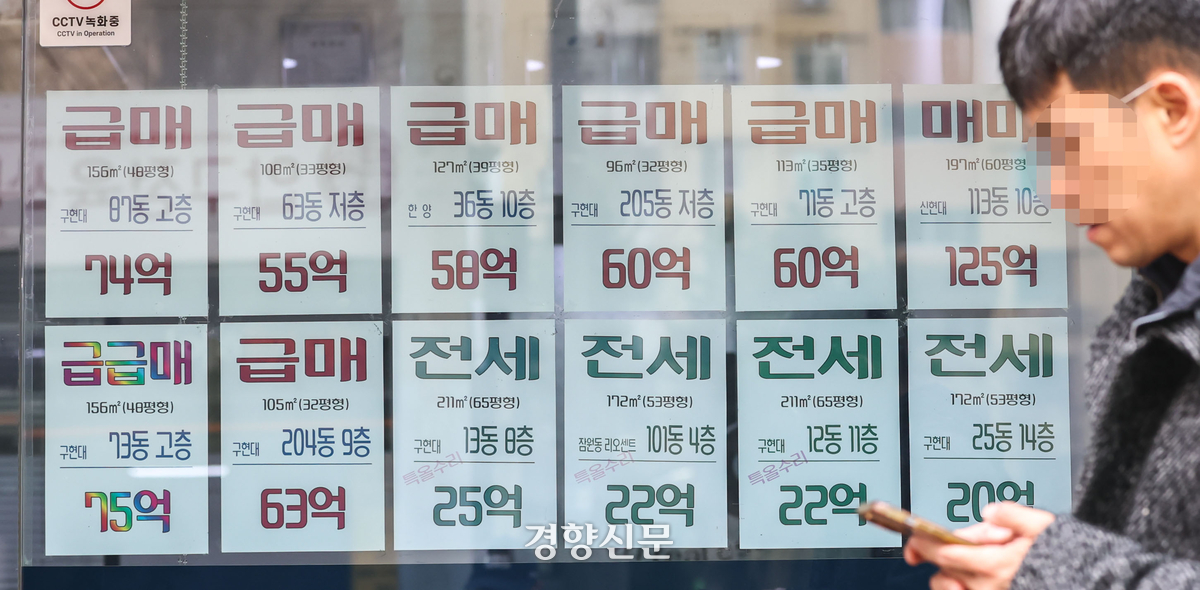 CCTV 녹화중
CCTV in Operation
급매
156㎡(48평형)
구현대 87동 고층
74억
급매
108㎡(33평형)
구현대 63동 저층
55억
급매
127㎡(39평형)
한양 36동 10층
58억
급매
96㎡(32평형)
구현대 205동 저층
60억
급매
113㎡(35평형)
구현대 71동 고층
60억
매매
197㎡(60평형)
신현대 113동 10층
125억
급급매
156㎡(48평형)
구현대 73동 고층
75억
급매
105㎡(32평형)
구현대 204동 9층
63억
전세
211㎡(65평형)
구현대 13동 8층
특올수리
25억
전세
172㎡(53평형)
잠원동 리오센트 101동 4층
특올수리
22억
전세
211㎡(65평형)
구현대 12동 11층
특올수리
22억
전세
172㎡(53평형)
구현대 25동 14층
20억
경향신문